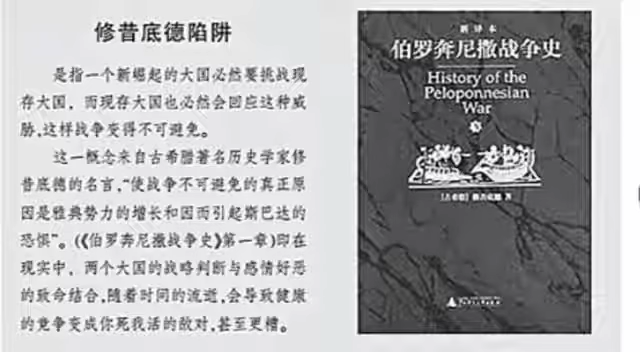 修昔底德陷阱
是指一个新崛起的大国必然要挑战现
存大国，而现存大国也必然会回应这种威
胁，这样战争变得不可避免。
这一概念来自古希腊著名历史学家修
昔底德的名言，“使战争不可避免的真正原
因是雅典势力的增长和因而引起斯巴达的
恐惧”。(《伯罗奔尼撒战争史》第一章)即在
现实中，两个大国的战略判断与感情好恶
的致命结合，随着时间的流逝，会导致健康
的竞争变成你死我活的敌对，甚至更糟。
新译本
伯罗奔尼撒战争史
History of the
Peloponnesian
War
[古希腊] 修昔底德 著